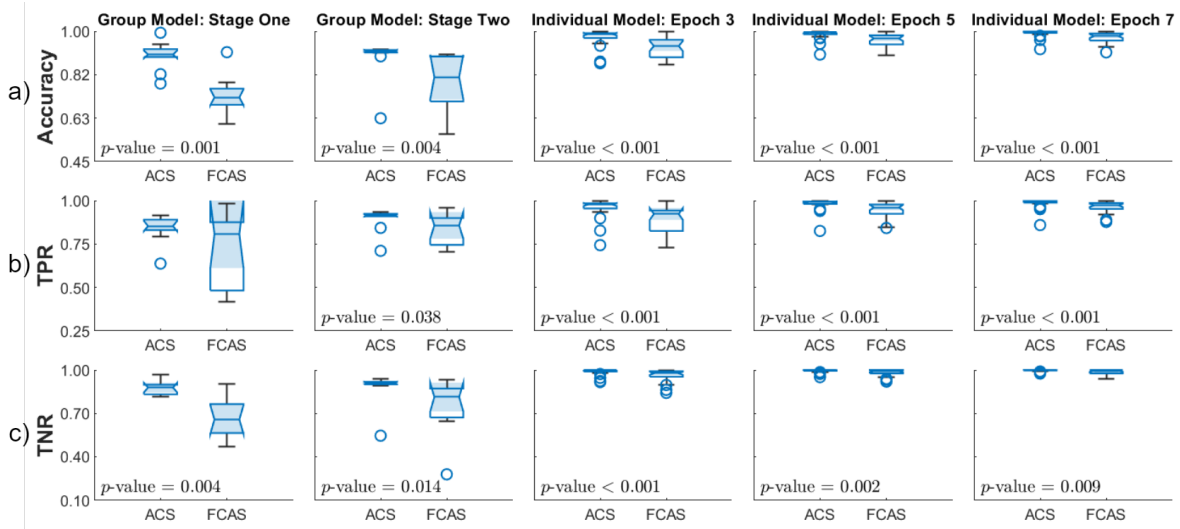 Group Model: Stage One Group Model: Stage Two Individual Model: Epoch 3 Individual Model: Epoch 5 Individual Model: Epoch 7
a)
Accuracy
1.00
0.82
0.63
0.45
p-value = 0.001
p-value = 0.004
p-value < 0.001
p-value < 0.001
p-value < 0.001
ACS FCAS ACS FCAS ACS FCAS ACS FCAS ACS FCAS
b)
TPR
1.00
0.75
0.50
0.25
p-value = 0.038
p-value < 0.001
p-value < 0.001
p-value < 0.001
ACS FCAS ACS FCAS ACS FCAS ACS FCAS ACS FCAS
c)
TNR
1.00
0.70
0.40
0.10
p-value = 0.004
p-value = 0.014
p-value < 0.001
p-value = 0.002
p-value = 0.009
ACS FCAS ACS FCAS ACS FCAS ACS FCAS ACS FCAS